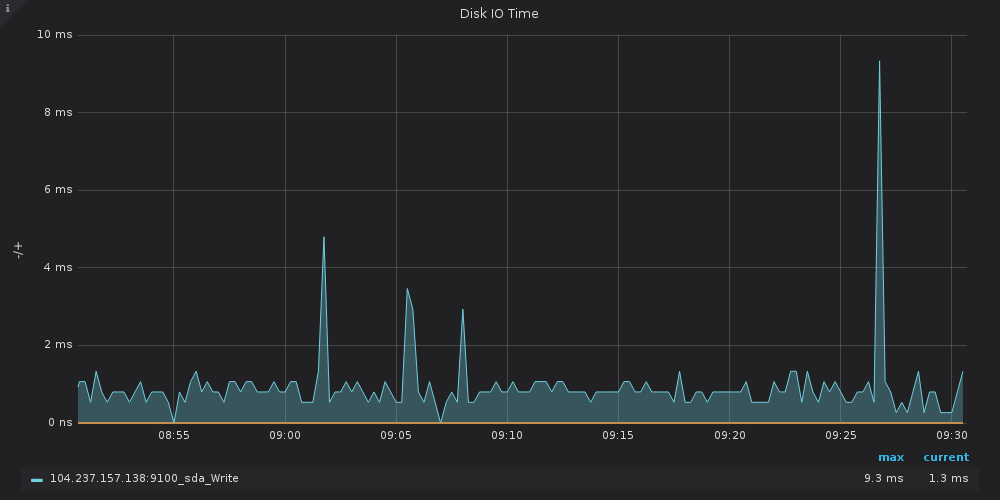 i
Disk IO Time
10 ms
8 ms
6 ms
4 ms
2 ms
0 ns
-/+
08:55 09:00 09:05 09:10 09:15 09:20 09:25 09:30
max current
104.237.157.138:9100_sda_Write 9.3 ms 1.3 ms